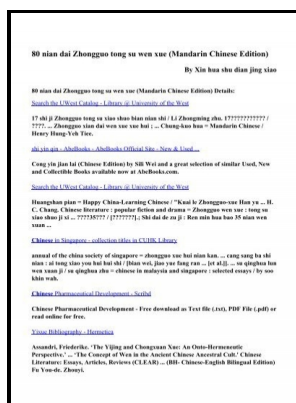 80 nian dai Zhongguo tong su wen xue (Mandarin Chinese Edition)
By Xin hua shu dian jing xiao
80 nian dai Zhongguo tong su wen xue (Mandarin Chinese Edition) Details:
Search the UWest Catalog - Library @ University of the West
17 shi ji Zhongguo tong su xiao shuo bian nian shi / Li Zhongming zhu. 17???????????? /
????. ... Zhongguo xian dai wen xue xue hui ; ... Chung-kuo hua = Mandarin Chinese /
Henry Hung-Yeh Tiee.
shi yin qin - AbeBooks - AbeBooks Official Site - New & Used ...
Cong yin jian lai (Chinese Edition) by Sili Wei and a great selection of similar Used, New
and Collectible Books available now at AbeBooks.com.
Search the UWest Catalog - Library @ University of the West
Huangshan pian = Happy China-Learning Chinese / "Kuai le Zhongguo-xue Han yu ... H.
C. Chang. Chinese literature : popular fiction and drama = Zhongguo wen xue : tong su
xiao shuo ji xi ... ????35??? / [???????].; Shi dai de zu ji : Ren min hua bao 35 nian wen
xuan ...
Chinese in Singapore - collection titles in CUHK Library
annual of the china society of singapore = zhongguo xue hui nian kan. ... cang sang ba shi
nian : ai tong xiao you hui hui shi / [bian wei, jiao yue fang ran ... [et al.]]. ... su qinghua lun
wen xuan ji / su qinghua zhu = chinese in malaysia and singapore : selected essays / by soo
khin wah.
Chinese Pharmaceutical Development - Scribd
Chinese Pharmaceutical Development - Free download as Text file (.txt), PDF File (.pdf) or
read online for free.
Yixue Bibliography - Hermetica
Assandri, Friederike. 'The Yijing and Chongxuan Xue: An Onto-Hermeneutic
Perspective.' ... 'The Concept of Wen in the Ancient Chinese Ancestral Cult.' Chinese
Literature: Essays, Articles, Reviews (CLEAR) ... (BH- Chinese-English Bilingual Edition)
Fu You-de. Zhouyi.